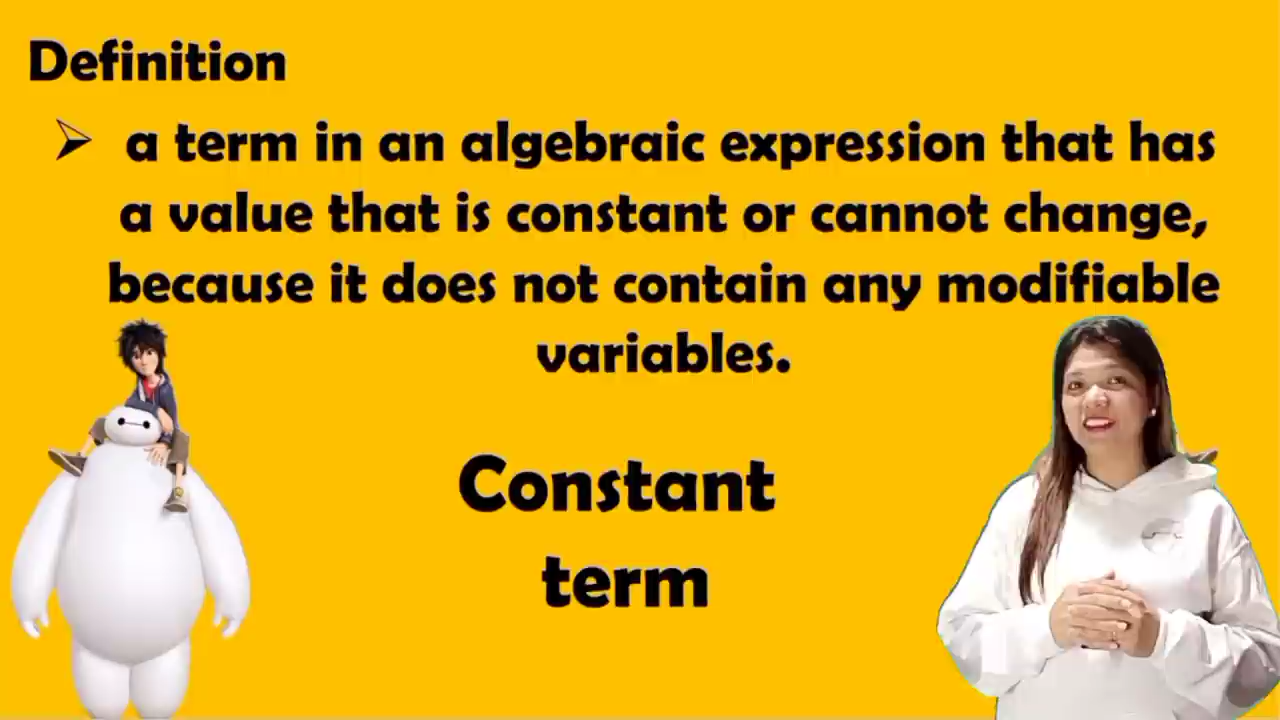 Definition
a term in an algebraic expression that has
a value that is constant or cannot change,
because it does not contain any modifiable
variables.
Constant
term